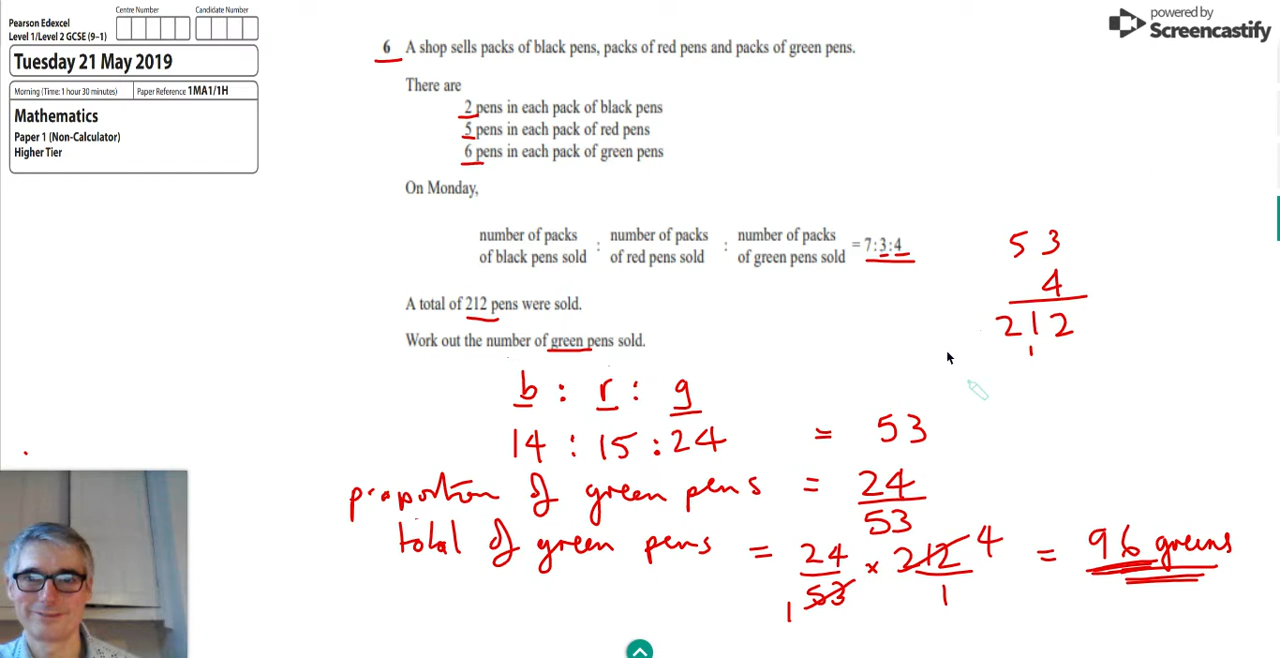 Pearson Edexcel
Level 1/Level 2 GCSE (9–1)
Centre Number
Candidate Number
Tuesday 21 May 2019
Morning (Time: 1 hour 30 minutes)
Paper Reference 1MA1/1H
Mathematics
Paper 1 (Non-Calculator)
Higher Tier
powered by
Screencastify
6 A shop sells packs of black pens, packs of red pens and packs of green pens.
There are
2 pens in each pack of black pens
5 pens in each pack of red pens
6 pens in each pack of green pens
On Monday,
number of packs of black pens sold : number of packs of red pens sold : number of packs of green pens sold = 7:3:4
A total of 212 pens were sold.
Work out the number of green pens sold.
53
4
212
1
b : r : g
14 : 15 : 24 = 53
proportion of green pens = 24/53
total of green pens = 24/53 1 × 212/1 4 = 96 greens